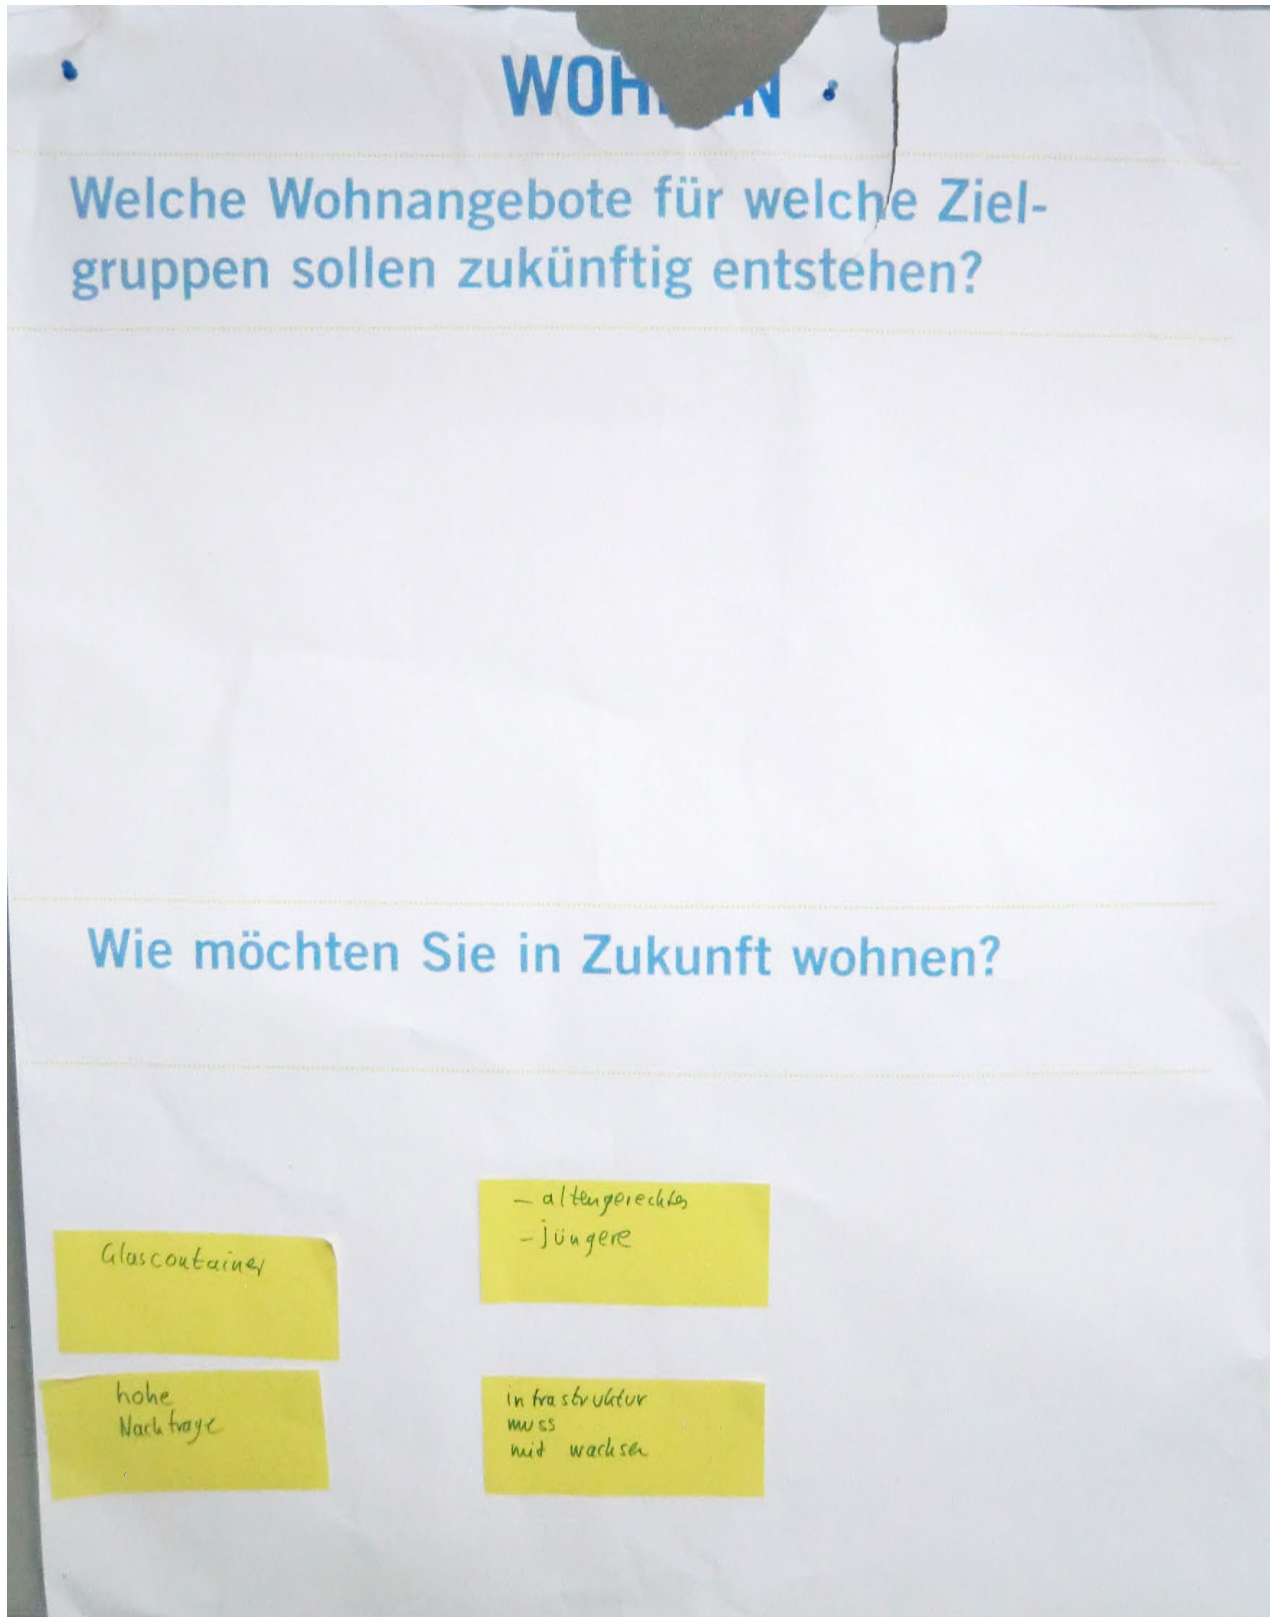 WOHNEN
Welche Wohnangebote für welche Ziel-
gruppen sollen zukünftig entstehen?
Wie möchten Sie in Zukunft wohnen?
- altengerechtes
- jüngere
Glascontainer
hohe
Nachfrage
infrastruktur
muss
mit wachsen